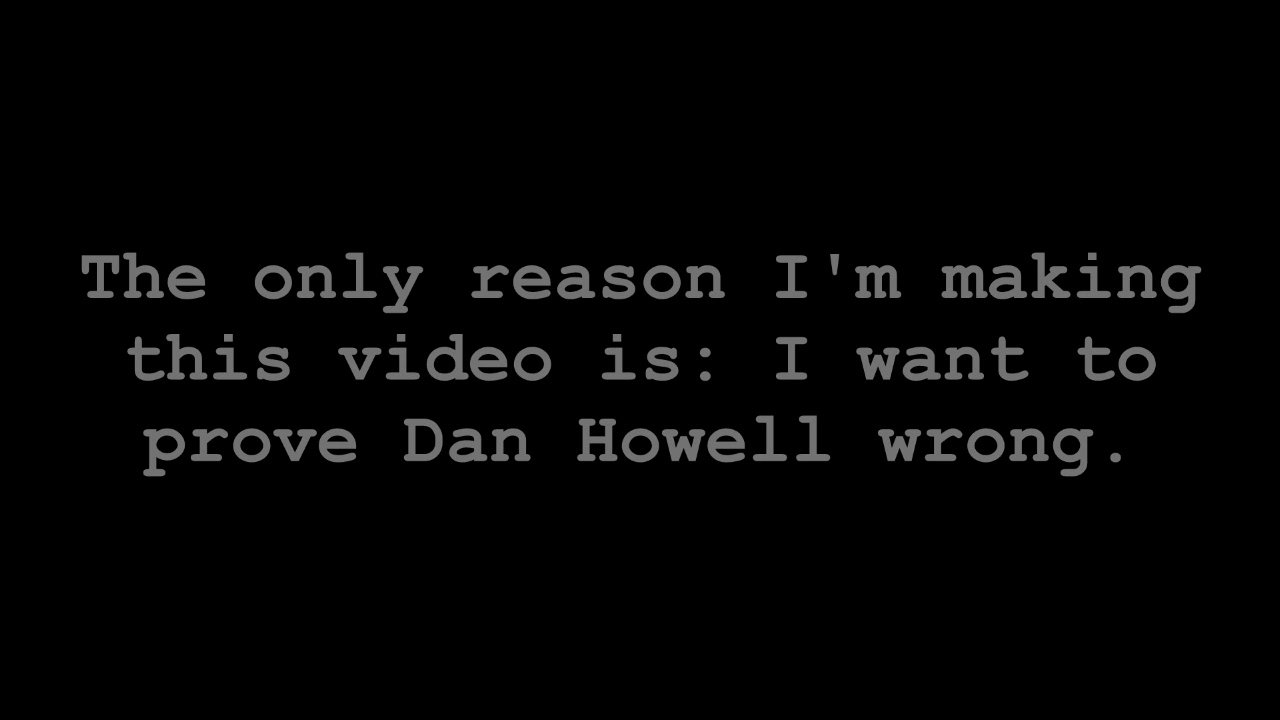 The only reason I'm making
this video is: I want to
prove Dan Howell wrong.